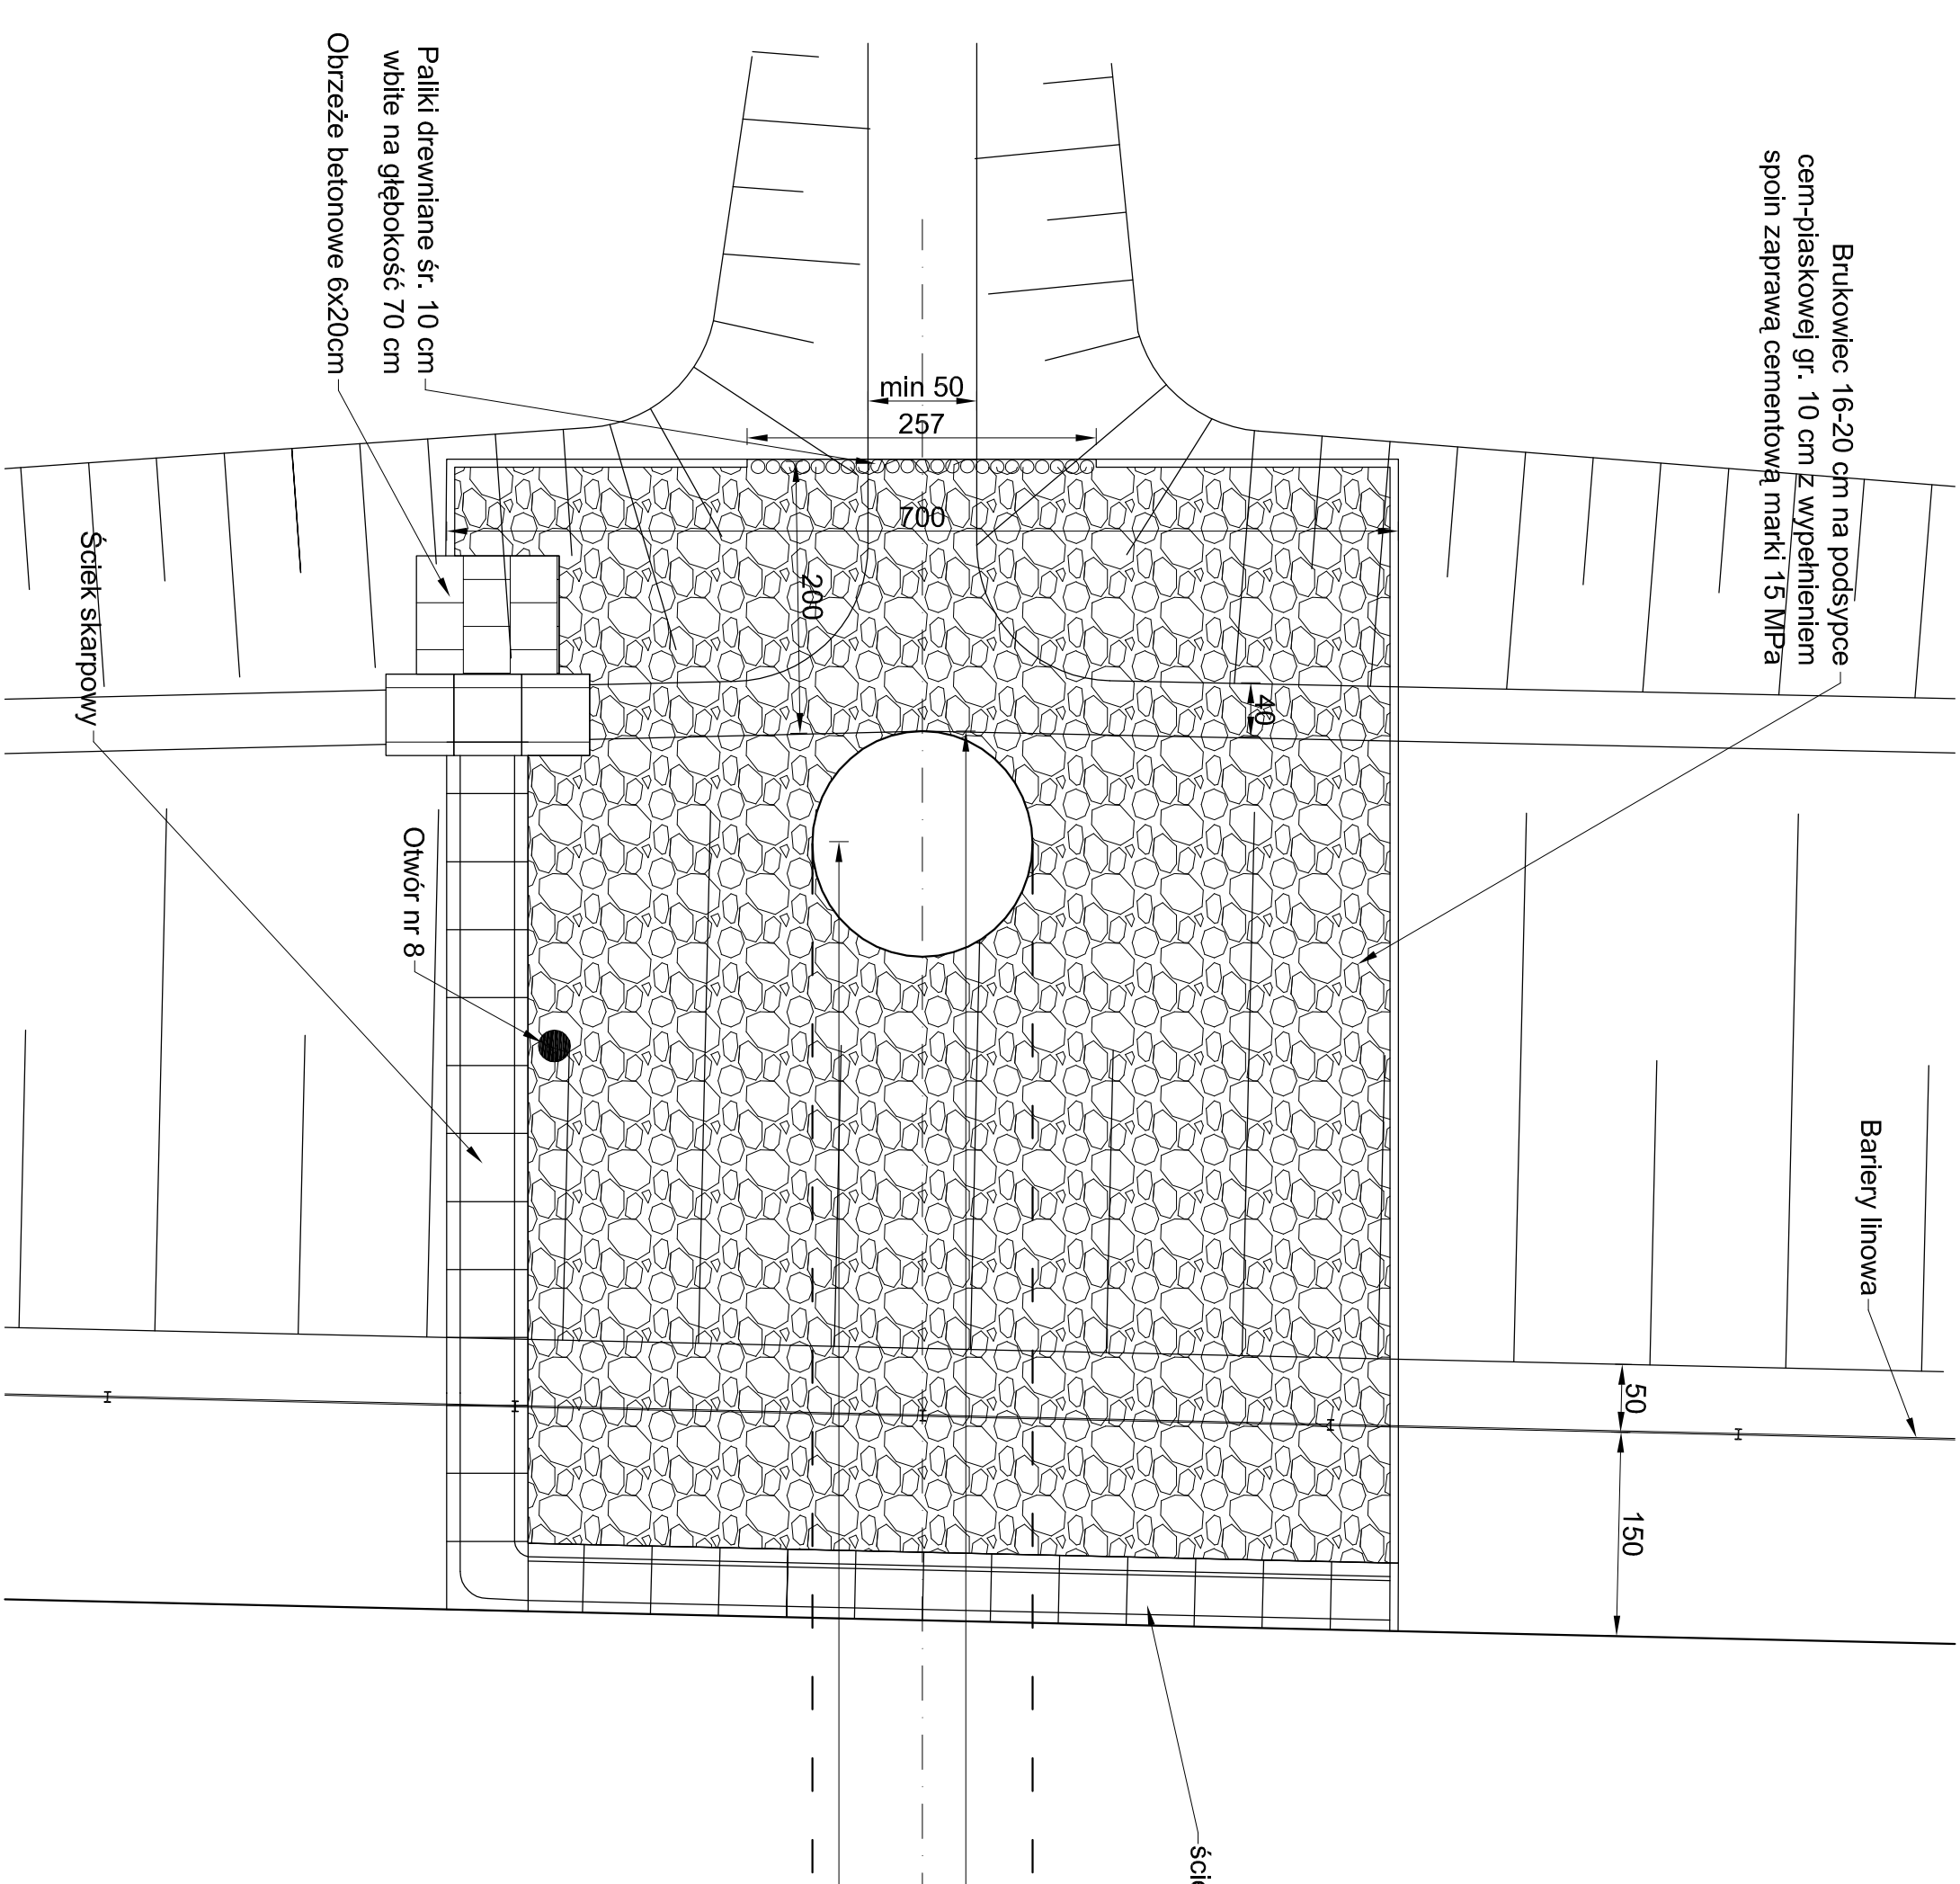 Paliki drewniane śr. 10 cm
wbite na głębokość 70 cm
Obrzeże betonowe 6x20cm
Brukowiec 16-20 cm na podsypce
cem-piaskowej gr. 10 cm z wypełnieniem
spoin zaprawą cementową marki 15 MPa
min 50
257
700
200
40
Ściek skarpowy
Otwór nr 8
Bariery linowa
50
150
ście